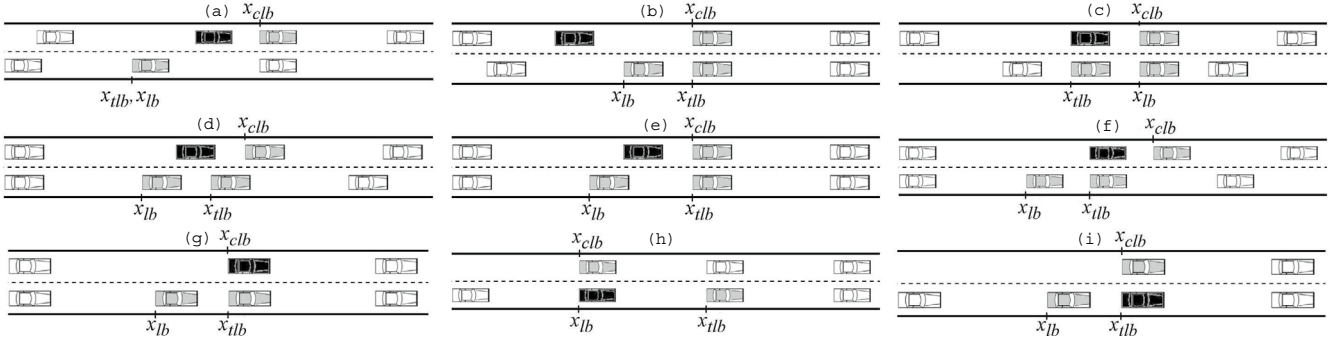 (a) x_clb
x_tlb, x_lb
(b) x_clb
x_lb x_tlb
(c) x_clb
x_tlb x_lb
(d) x_clb
x_lb x_tlb
(e) x_clb
x_lb x_tlb
(f) x_clb
x_lb x_tlb
(g) x_clb
x_lb x_tlb
x_clb (h)
x_lb x_tlb
(i) x_clb
x_lb x_tlb